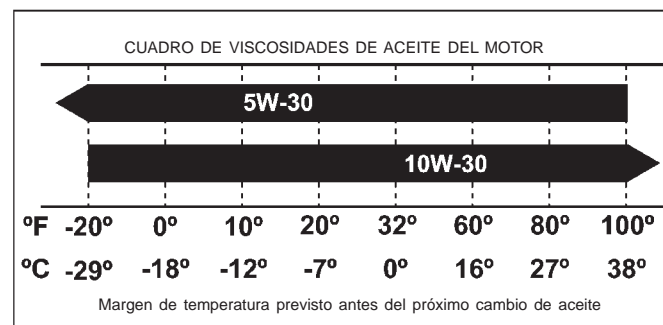 CUADRO DE VISCOSIDADES DE ACEITE DEL MOTOR
5W-30
10W-30
ºF -20º 0º 10º 20º 32º 60º 80º 100º
ºC -29º -18º -12º -7º 0º 16º 27º 38º
Margen de temperatura previsto antes del próximo cambio de aceite